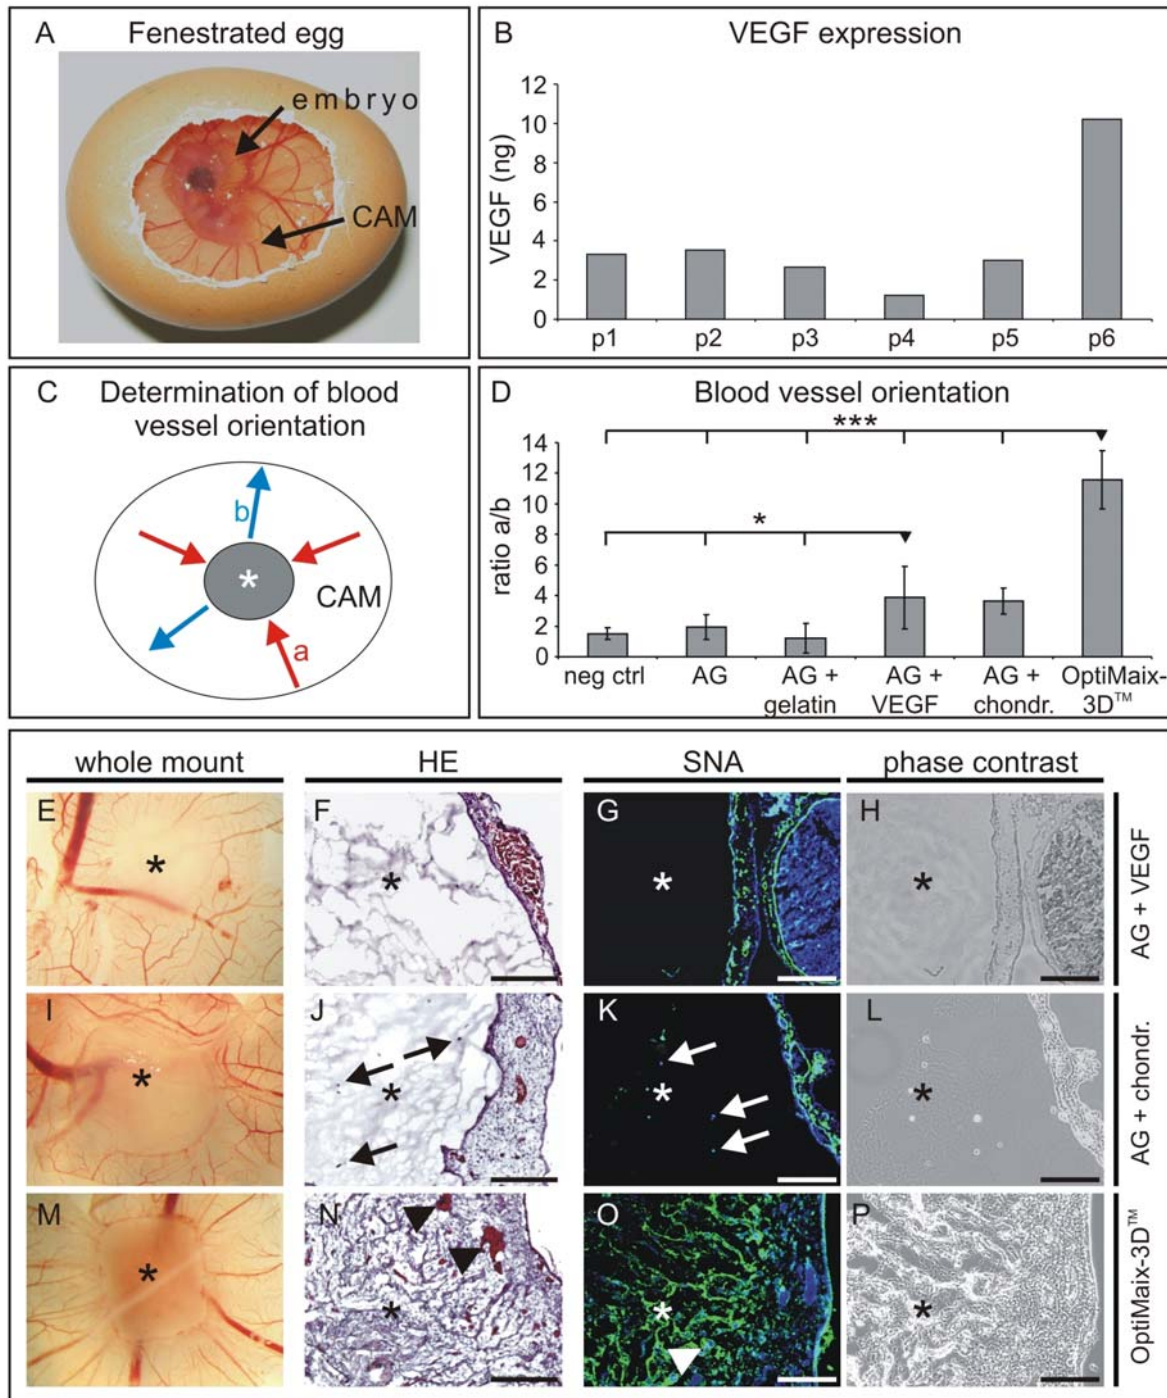 A Fenestrated egg
embryo
CAM
B VEGF expression
VEGF (ng)
12
10
8
6
4
2
0
p1 p2 p3 p4 p5 p6
C Determination of blood
vessel orientation
b
*
CAM
a
D Blood vessel orientation
***
*
ratio a/b
14
12
10
8
6
4
2
0
neg ctrl AG AG + gelatin AG + VEGF AG + chondr. OptiMaix-3D™
whole mount HE SNA phase contrast
E * F * G * H * AG + VEGF
I * J * K * L * AG + chondr.
M * N * O * P * OptiMaix-3D™